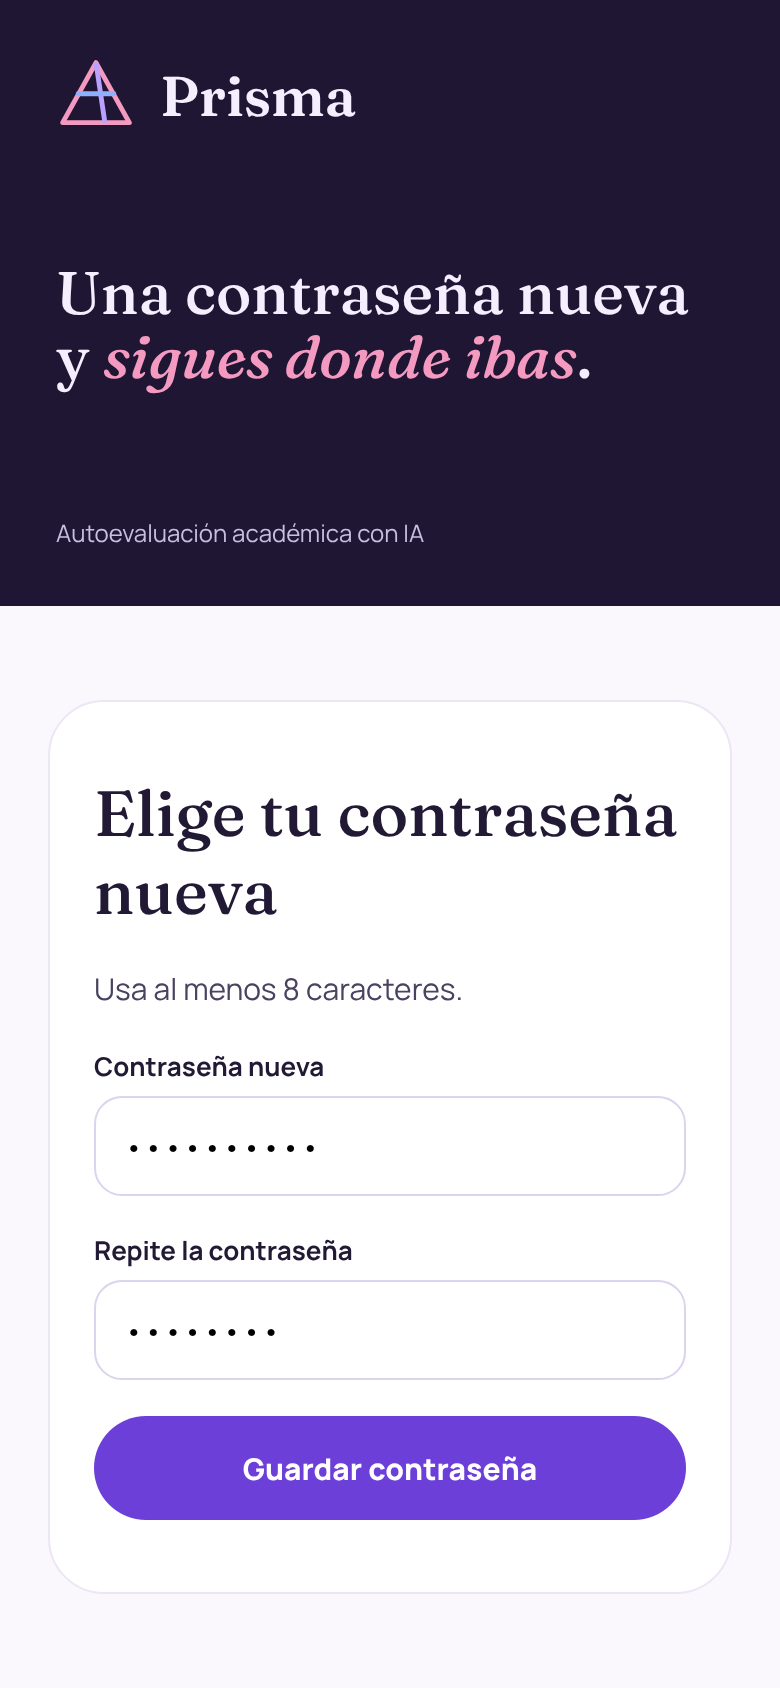 Prisma
Una contraseña nueva
y sigues donde ibas.
Autoevaluación académica con IA
Elige tu contraseña
nueva
Usa al menos 8 caracteres.
Contraseña nueva
••••••••••
Repite la contraseña
••••••••
Guardar contraseña